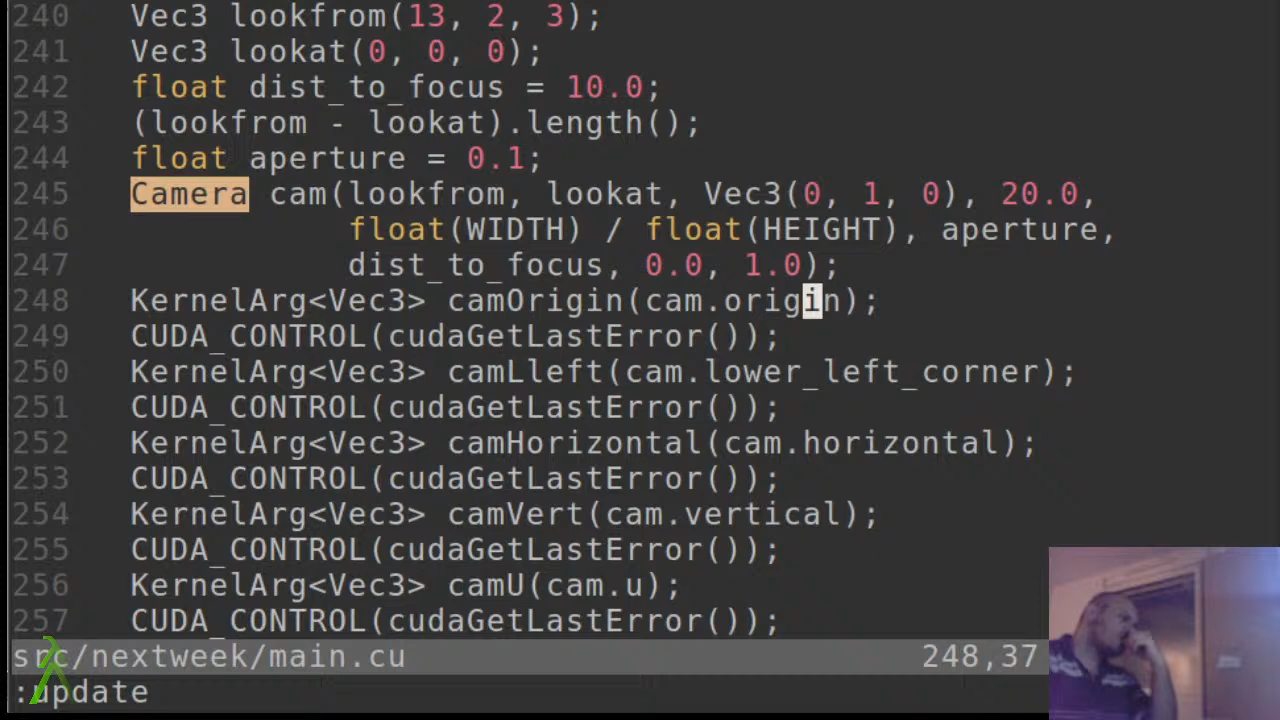 240 Vec3 lookfrom(13, 2, 3);
241 Vec3 lookat(0, 0, 0);
242 float dist_to_focus = 10.0;
243 (lookfrom - lookat).length();
244 float aperture = 0.1;
245 Camera cam(lookfrom, lookat, Vec3(0, 1, 0), 20.0,
246 float(WIDTH) / float(HEIGHT), aperture,
247 dist_to_focus, 0.0, 1.0);
248 KernelArg<Vec3> camOrigin(cam.origin);
249 CUDA_CONTROL(cudaGetLastError());
250 KernelArg<Vec3> camLleft(cam.lower_left_corner);
251 CUDA_CONTROL(cudaGetLastError());
252 KernelArg<Vec3> camHorizontal(cam.horizontal);
253 CUDA_CONTROL(cudaGetLastError());
254 KernelArg<Vec3> camVert(cam.vertical);
255 CUDA_CONTROL(cudaGetLastError());
256 KernelArg<Vec3> camU(cam.u);
257 CUDA_CONTROL(cudaGetLastError());
src/nextweek/main.cu 248,37
:update
λ